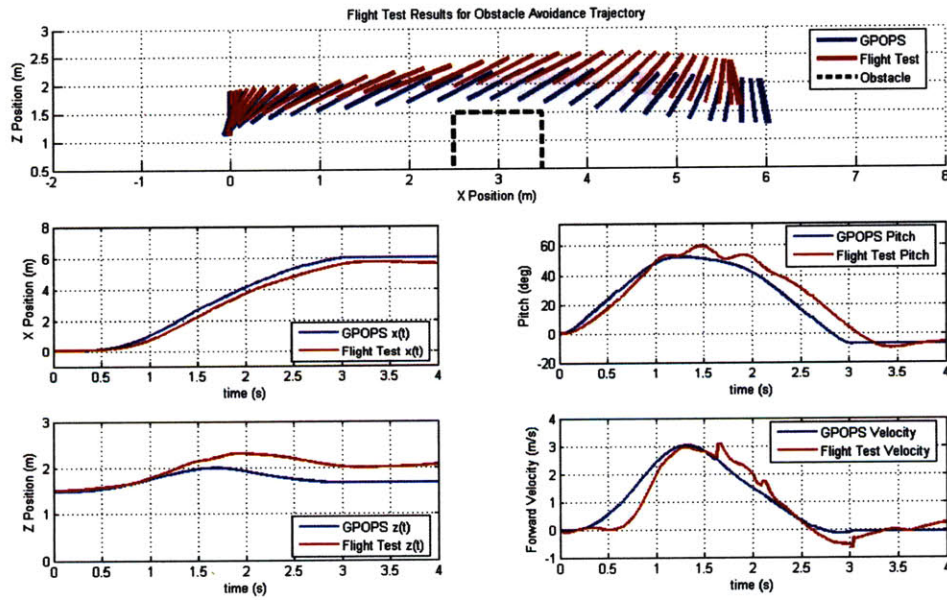 Flight Test Results for Obstacle Avoidance Trajectory
Z Position (m)
3
2.5
2
1.5
1
0.5
GPOPS
Flight Test
Obstacle
-2 -1 0 1 2 3 4 5 6 7 8
X Position (m)
X Position (m)
8
6
4
2
0
GPOPS x(t)
Flight Test x(t)
0 0.5 1 1.5 2 2.5 3 3.5 4
time (s)
Pitch (deg)
60
40
20
0
-20
GPOPS Pitch
Flight Test Pitch
0 0.5 1 1.5 2 2.5 3 3.5 4
time (s)
Z Position (m)
3
2
1
0
GPOPS z(t)
Flight Test z(t)
0 0.5 1 1.5 2 2.5 3 3.5 4
time (s)
Forward Velocity (m/s)
4
3
2
1
0
-1
GPOPS Velocity
Flight Test Velocity
0 0.5 1 1.5 2 2.5 3 3.5 4
time (s)